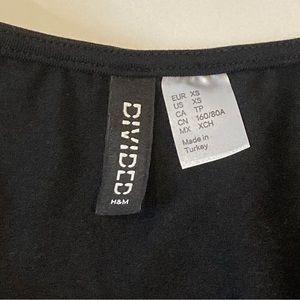 DIVIDED
H&M
EUR XS
US XS
CA TP
CN 160/80A
MX XCH
Made in
Turkey